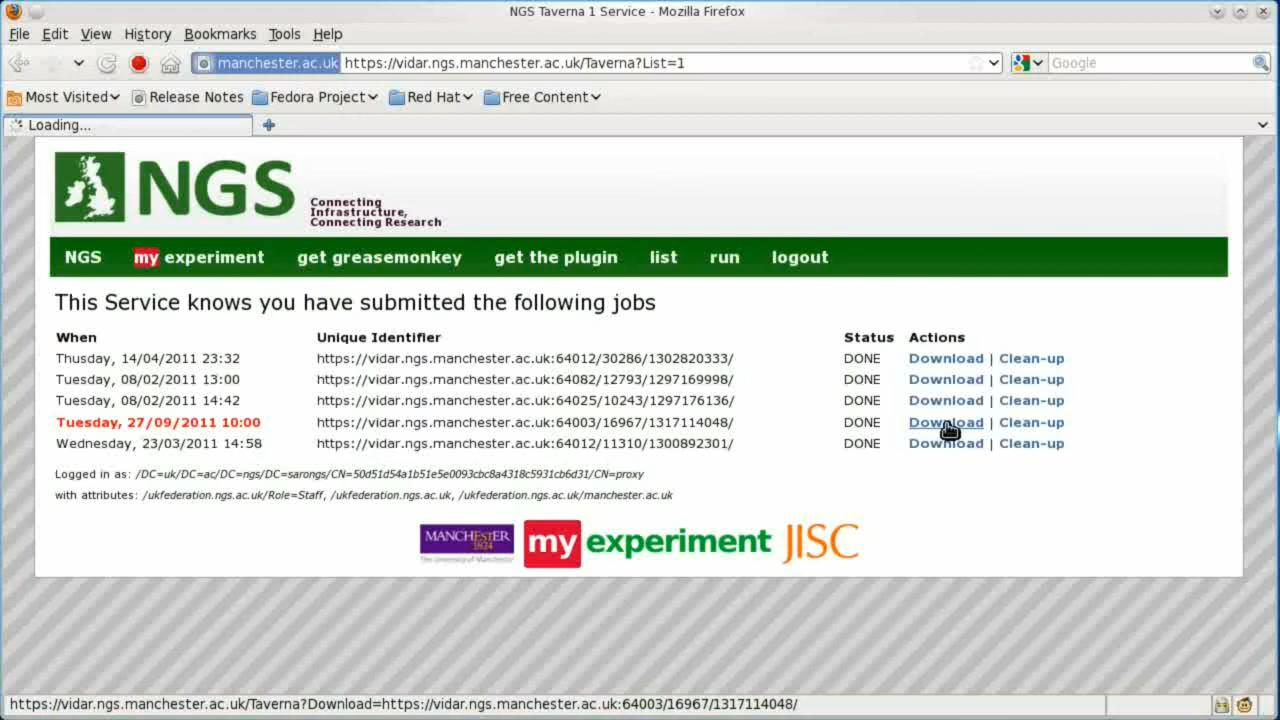 NGS Taverna 1 Service - Mozilla Firefox
File Edit View History Bookmarks Tools Help
manchester.ac.uk https://vidar.ngs.manchester.ac.uk/Taverna?List=1 Google
Most Visited Release Notes Fedora Project Red Hat Free Content
Loading...
NGS
Connecting
Infrastructure,
Connecting Research
NGS my experiment get greasemonkey get the plugin list run logout
This Service knows you have submitted the following jobs
When Unique Identifier Status Actions
Thusday, 14/04/2011 23:32 https://vidar.ngs.manchester.ac.uk:64012/30286/1302820333/ DONE Download | Clean-up
Tuesday, 08/02/2011 13:00 https://vidar.ngs.manchester.ac.uk:64082/12793/1297169998/ DONE Download | Clean-up
Tuesday, 08/02/2011 14:42 https://vidar.ngs.manchester.ac.uk:64025/10243/1297176136/ DONE Download | Clean-up
Tuesday, 27/09/2011 10:00 https://vidar.ngs.manchester.ac.uk:64003/16967/1317114048/ DONE Download | Clean-up
Wednesday, 23/03/2011 14:58 https://vidar.ngs.manchester.ac.uk:64012/11310/1300892301/ DONE Download | Clean-up
Logged in as: /DC=uk/DC=ac/DC=ngs/DC=sarongs/CN=50d51d54a1b51e5e0093cbc8a4318c5931cb6d31/CN=proxy
with attributes: /ukfederation.ngs.ac.uk/Role=Staff, /ukfederation.ngs.ac.uk, /ukfederation.ngs.ac.uk/manchester.ac.uk
MANCHESTER
1824
The University of Manchester
my experiment JISC
https://vidar.ngs.manchester.ac.uk/Taverna?Download=https://vidar.ngs.manchester.ac.uk:64003/16967/1317114048/